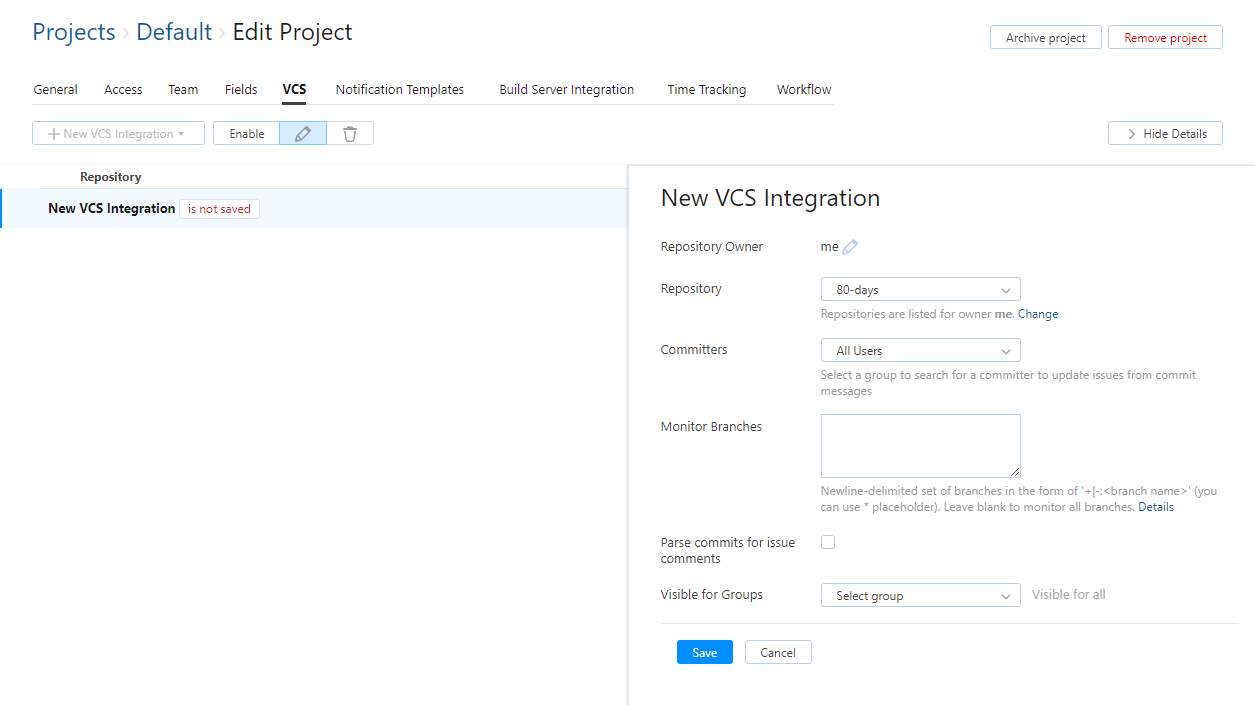 Projects › Default › Edit Project
Archive project
Remove project
General Access Team Fields VCS Notification Templates Build Server Integration Time Tracking Workflow
New VCS Integration
Enable
Hide Details
Repository
New VCS Integration is not saved
New VCS Integration
Repository Owner me
Repository 80-days
Repositories are listed for owner me. Change
Committers All Users
Select a group to search for a committer to update issues from commit
messages
Monitor Branches
Newline-delimited set of branches in the form of '+|-:<branch name>' (you
can use * placeholder). Leave blank to monitor all branches. Details
Parse commits for issue
comments
Visible for Groups Select group Visible for all
Save Cancel